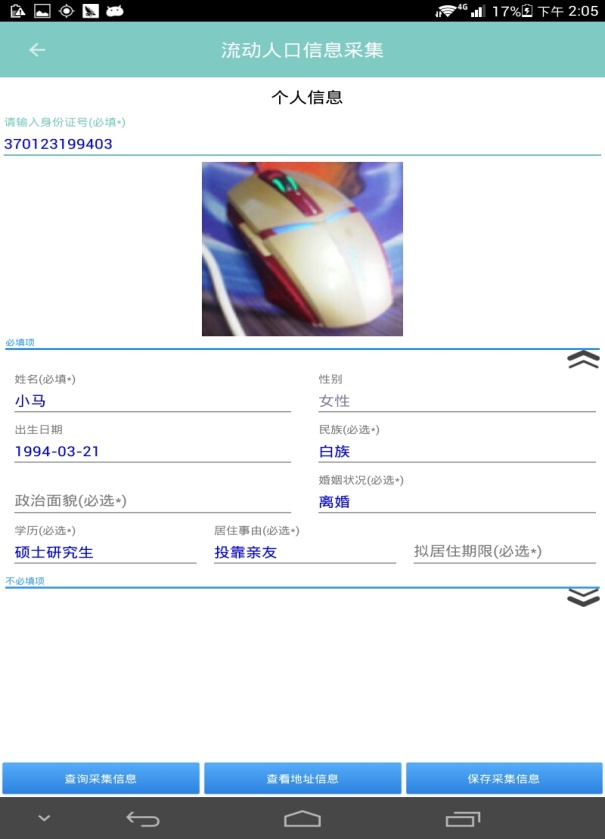 4G 17% 下午 2:05
流动人口信息采集
个人信息
请输入身份证号(必填*)
370123199403
必填项
姓名(必填*) 性别
小马 女性
出生日期 民族(必选*)
1994-03-21 白族
婚姻状况(必选*)
政治面貌(必选*) 离婚
学历(必选*) 居住事由(必选*)
硕士研究生 投靠亲友 拟居住期限(必选*)
不必填项
查询采集信息 查看地址信息 保存采集信息